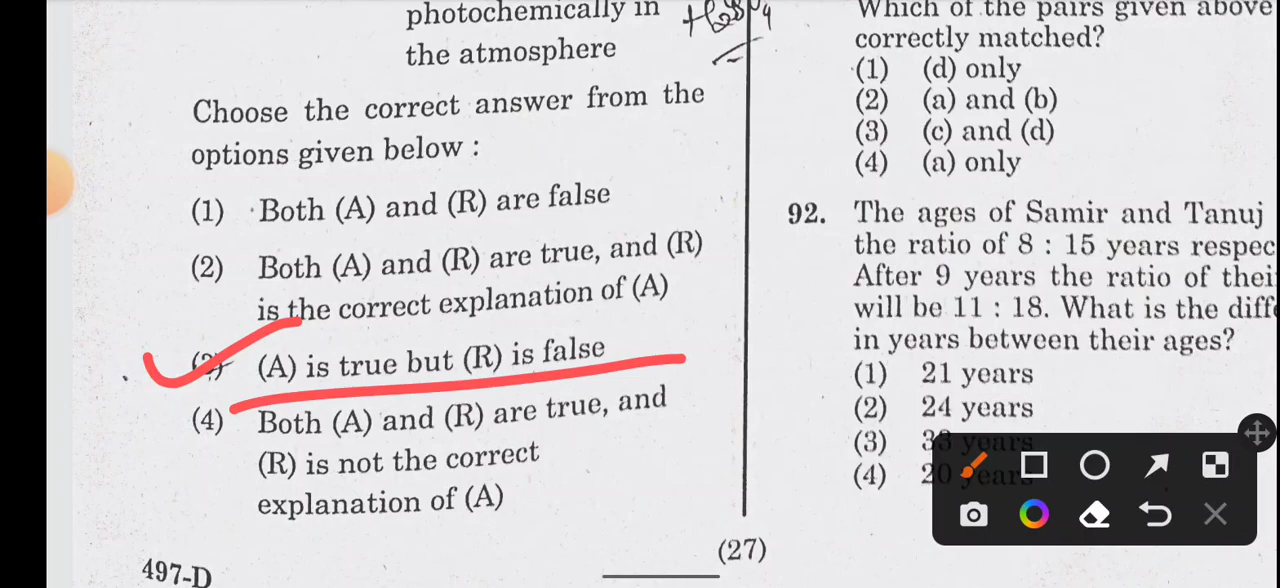 photochemically in
the atmosphere
Choose the correct answer from the
options given below :
(1) Both (A) and (R) are false
(2) Both (A) and (R) are true, and (R)
is the correct explanation of (A)
(3) (A) is true but (R) is false
(4) Both (A) and (R) are true, and
(R) is not the correct
explanation of (A)
497-D
(27)
Which of the pairs given above
correctly matched?
(1) (d) only
(2) (a) and (b)
(3) (c) and (d)
(4) (a) only
92. The ages of Samir and Tanuj
the ratio of 8 : 15 years respec
After 9 years the ratio of thei
will be 11 : 18. What is the diff
in years between their ages?
(1) 21 years
(2) 24 years
(3) 33 years
(4) 20 years